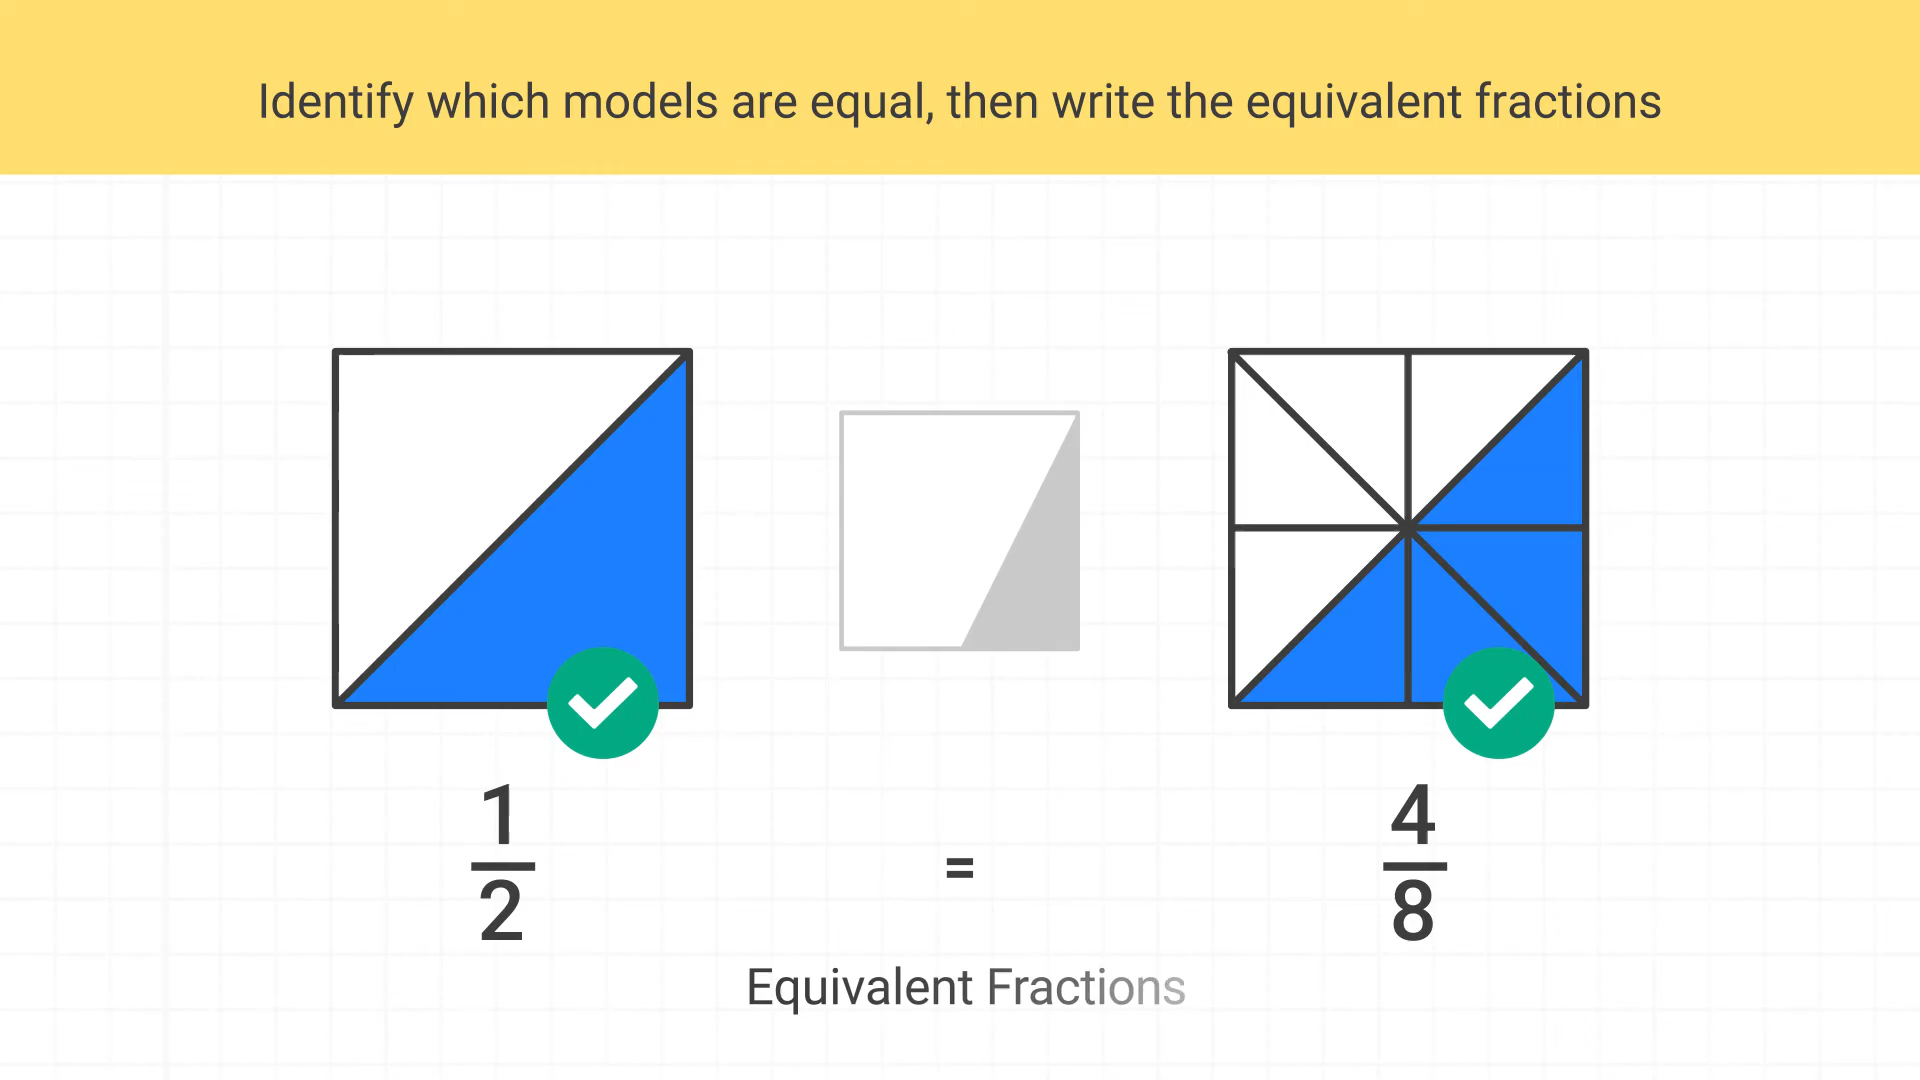 Identify which models are equal, then write the equivalent fractions
1 4
2 = 8
Equivalent Fractions